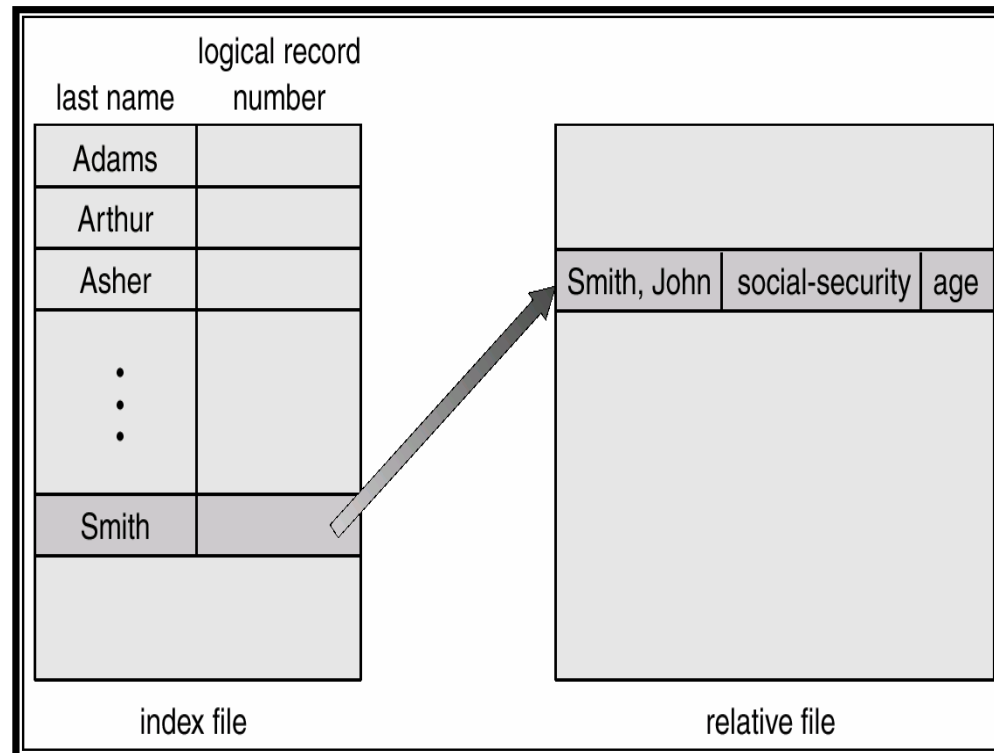 logical record
last name number
Adams
Arthur
Asher
Smith
Smith, John social-security age
index file relative file